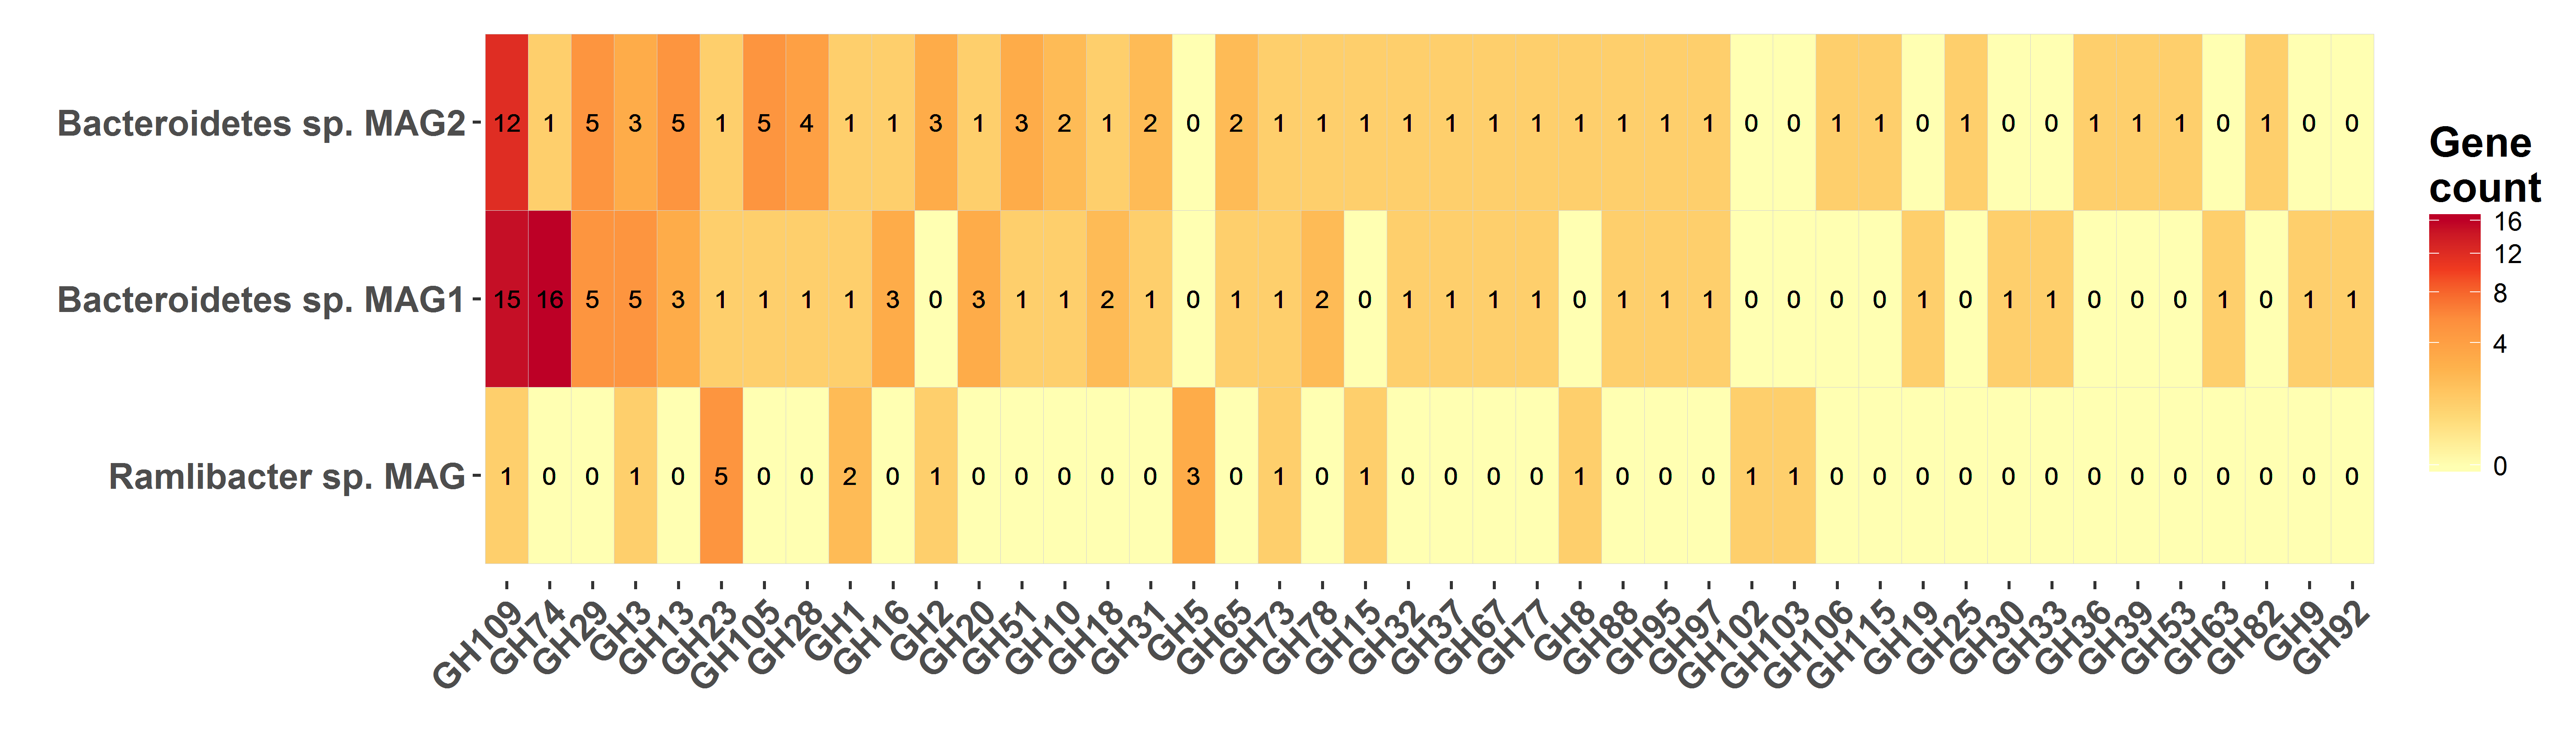 Bacteroidetes sp. MAG2 12 1 5 3 5 1 5 4 1 1 3 1 3 2 1 2 0 2 1 1 1 1 1 1 1 1 1 1 1 0 0 1 1 0 1 0 0 1 1 1 0 1 0 0
Bacteroidetes sp. MAG1 15 16 5 5 3 1 1 1 1 3 0 3 1 1 2 1 0 1 1 2 0 1 1 1 1 0 1 1 1 0 0 0 0 1 0 1 1 0 0 0 1 0 1 1
Ramlibacter sp. MAG 1 0 0 1 0 5 0 0 2 0 1 0 0 0 0 0 3 0 1 0 1 0 0 0 0 1 0 0 0 1 1 0 0 0 0 0 0 0 0 0 0 0 0 0
GH109 GH74 GH29 GH3 GH13 GH23 GH105 GH28 GH1 GH16 GH2 GH20 GH51 GH10 GH18 GH31 GH5 GH65 GH73 GH78 GH15 GH32 GH37 GH67 GH77 GH8 GH88 GH95 GH97 GH102 GH103 GH106 GH115 GH19 GH25 GH30 GH33 GH36 GH39 GH53 GH63 GH82 GH9 GH92
Gene
count
16
12
8
4
0